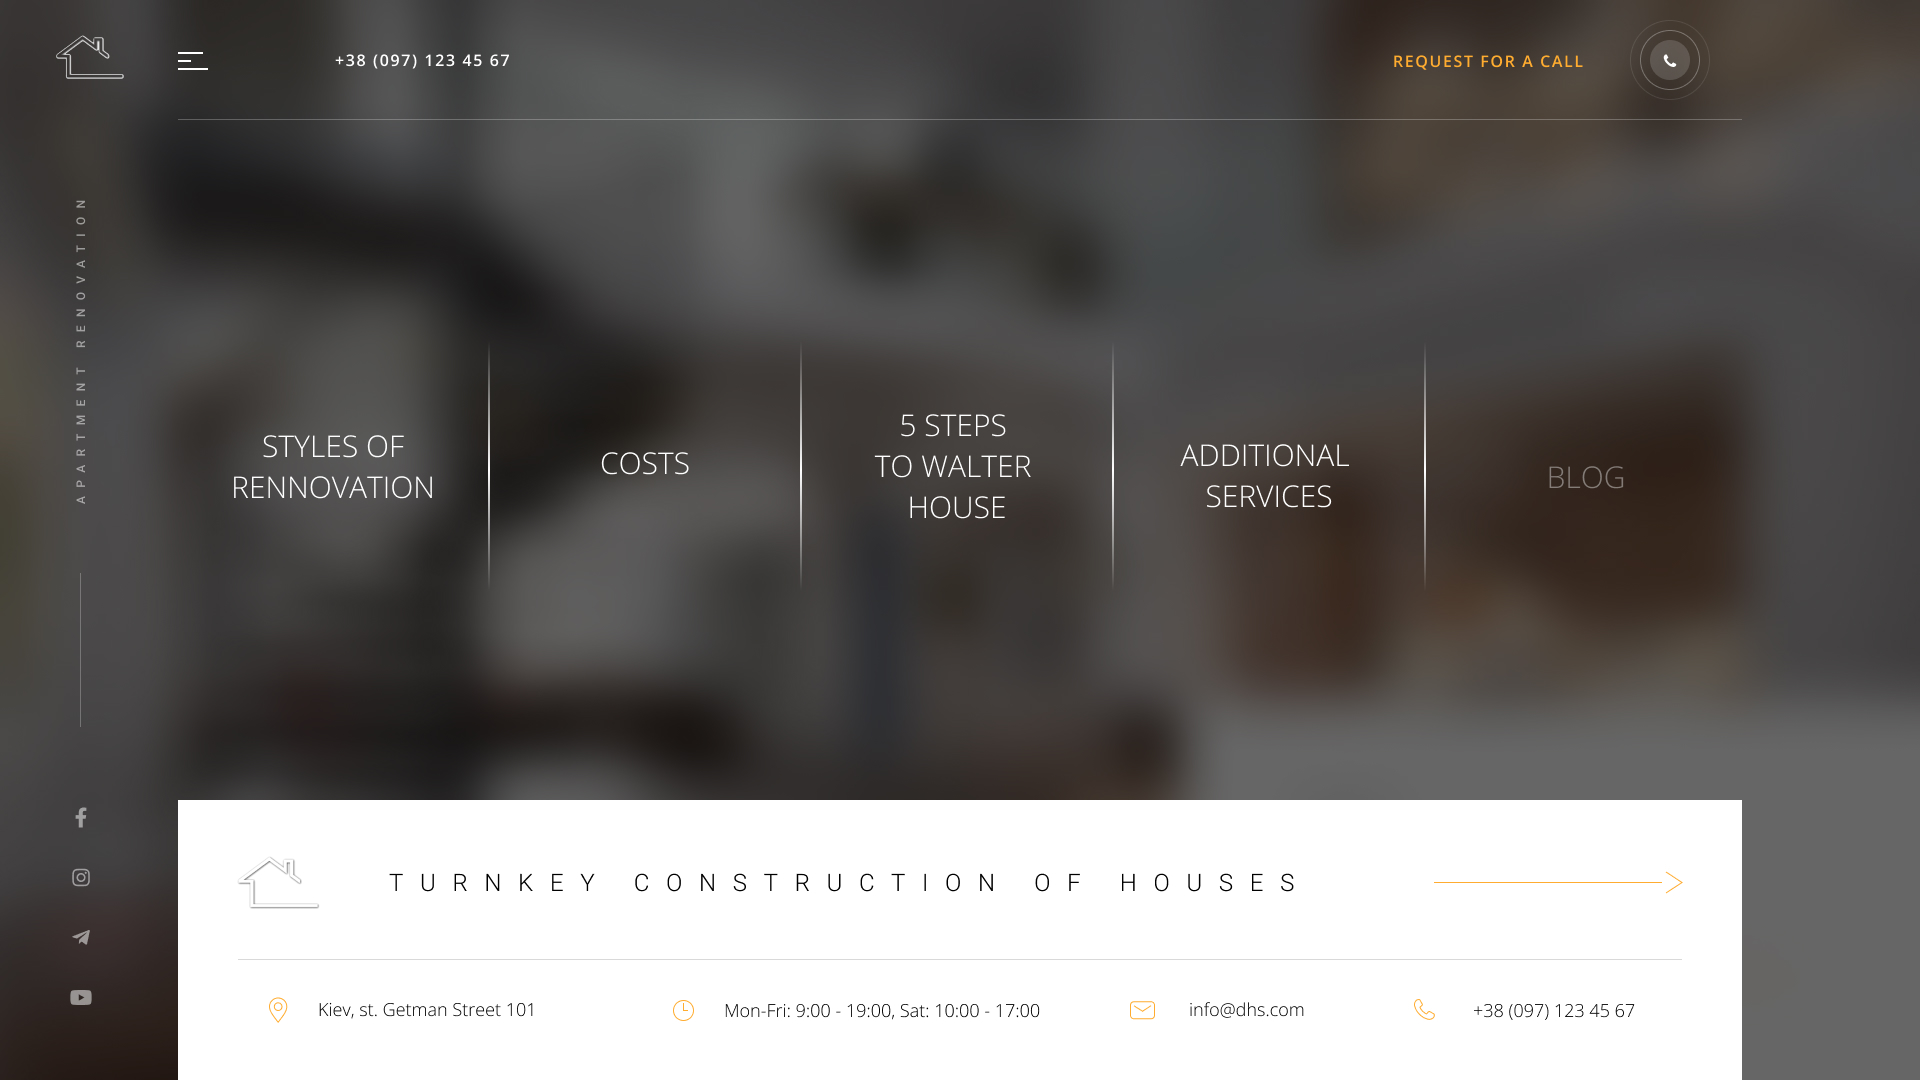 +38 (097) 123 45 67
REQUEST FOR A CALL
APARTMENT RENOVATION
STYLES OF
RENNOVATION
COSTS
5 STEPS
TO WALTER
HOUSE
ADDITIONAL
SERVICES
BLOG
TURNKEY CONSTRUCTION OF HOUSES
Kiev, st. Getman Street 101
Mon-Fri: 9:00 - 19:00, Sat: 10:00 - 17:00
info@dhs.com
+38 (097) 123 45 67